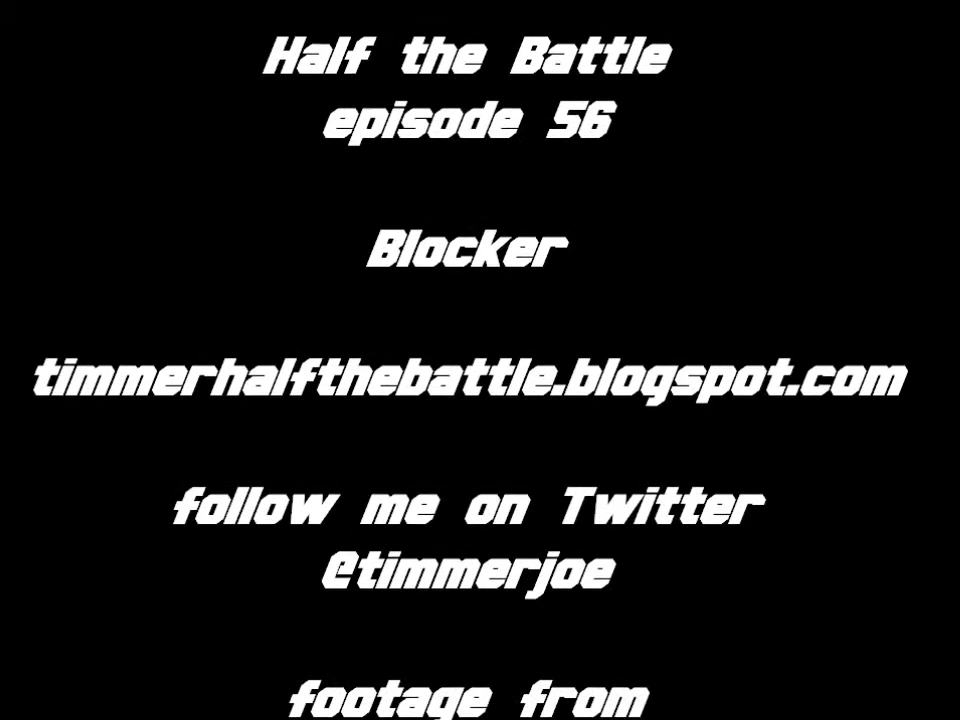 Half the Battle
episode 56
Blocker
timmerhalfthebattle.blogspot.com
follow me on Twitter
@timmerjoe
footage from